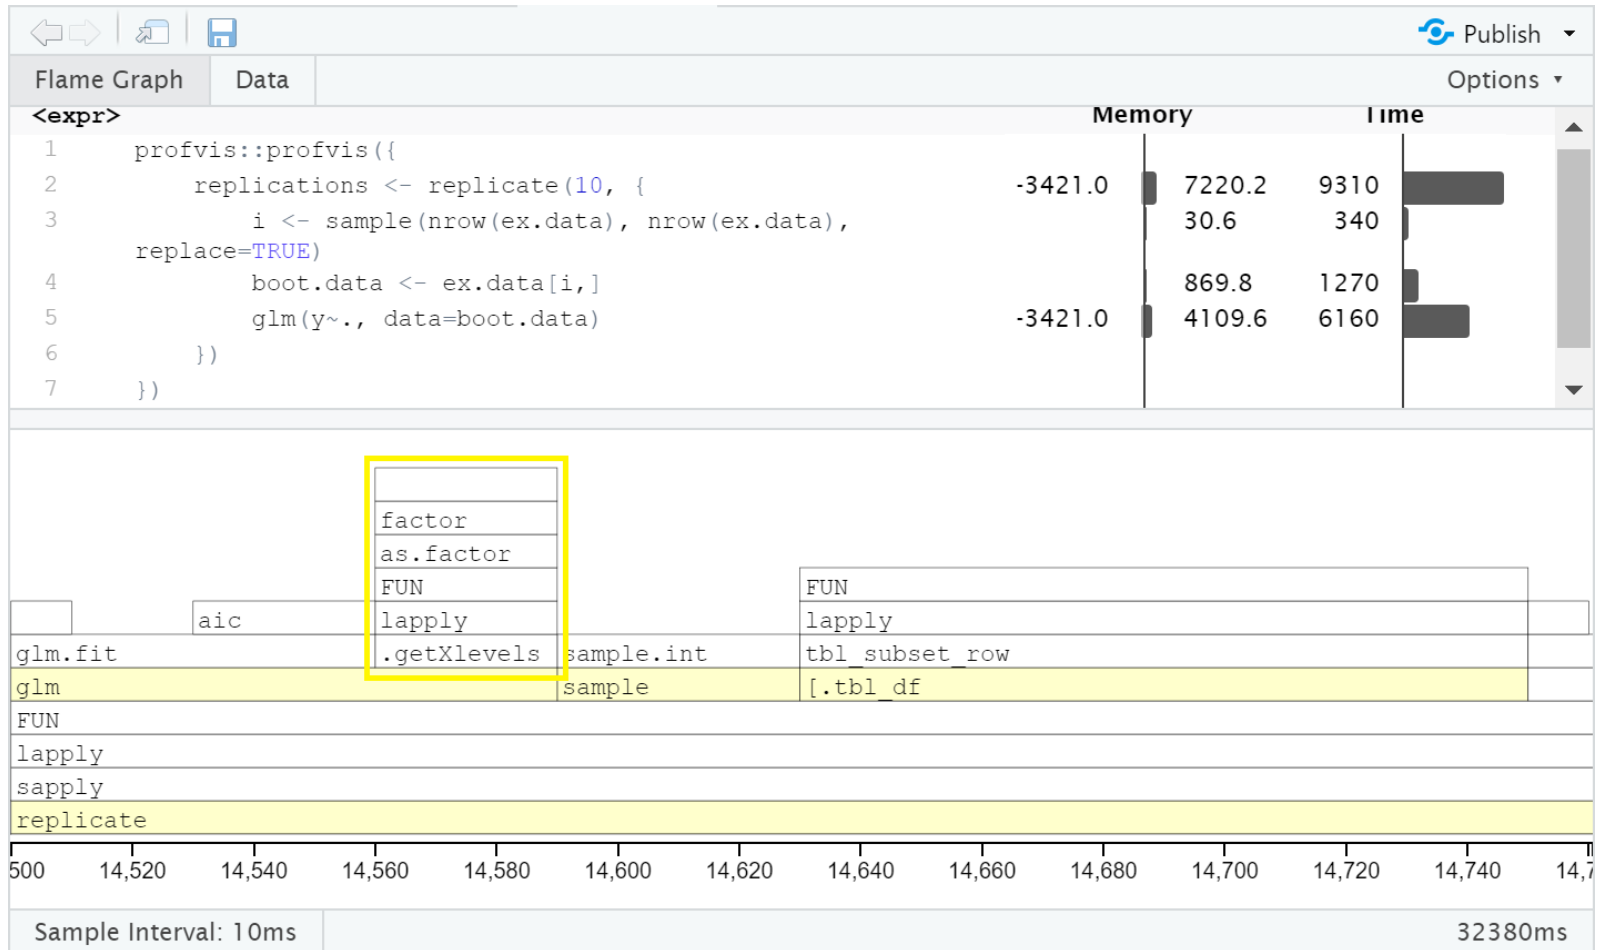 Publish
Flame Graph Data Options
<expr> Memory Time
1 profvis::profvis({
2 replications <- replicate(10, { -3421.0 7220.2 9310
3 i <- sample(nrow(ex.data), nrow(ex.data), 30.6 340
replace=TRUE)
4 boot.data <- ex.data[i,] 869.8 1270
5 glm(y~., data=boot.data) -3421.0 4109.6 6160
6 })
7 })
factor
as.factor
FUN FUN
aic lapply lapply
glm.fit .getXlevels sample.int tbl_subset_row
glm sample [.tbl_df
FUN
lapply
sapply
replicate
500 14,520 14,540 14,560 14,580 14,600 14,620 14,640 14,660 14,680 14,700 14,720 14,740 14,7
Sample Interval: 10ms 32380ms